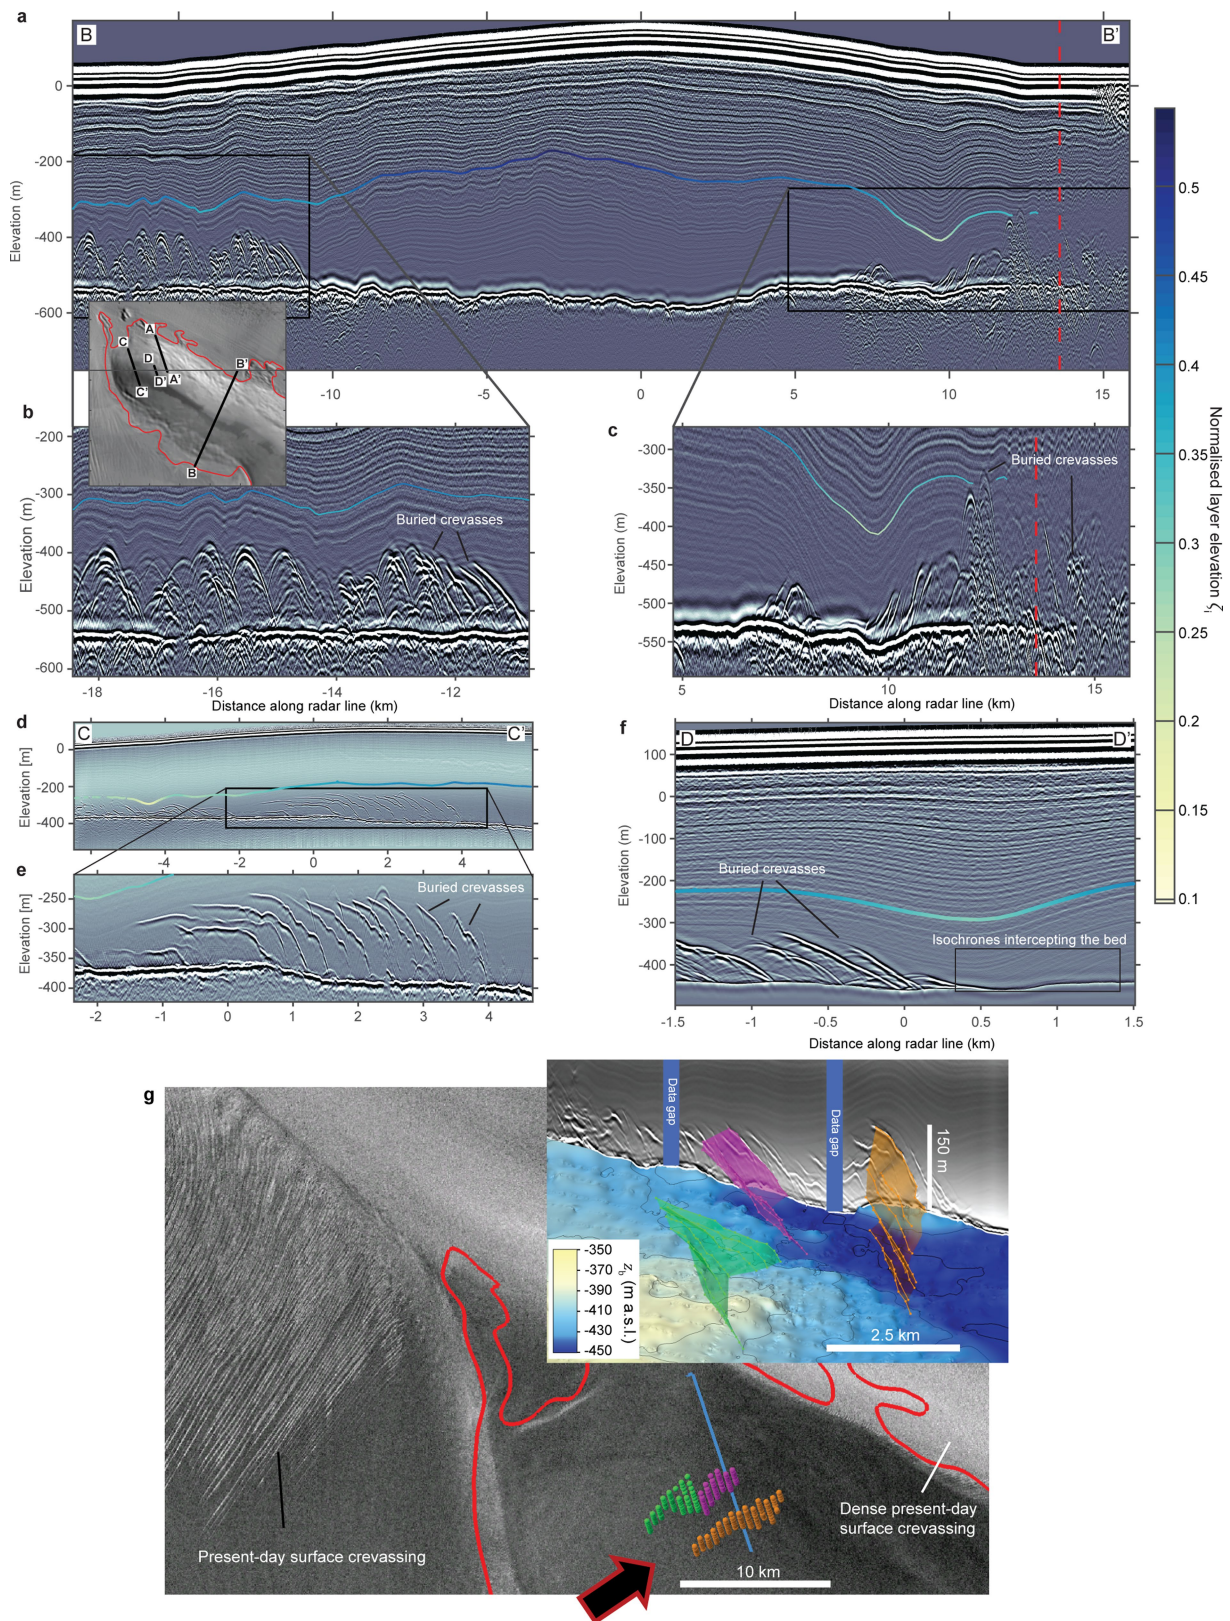 a
B
B'
0
-200
-400
-600
Elevation (m)
-10
-5
0
5
10
15
A
C
D
B'
D'
A'
C'
B
0.5
0.45
0.4
0.35
0.3
0.25
0.2
0.15
0.1
Normalised layer elevation ζi
b
-200
-300
-400
-500
-600
Elevation (m)
Buried crevasses
-18
-16
-14
-12
Distance along radar line (km)
c
-300
-350
-400
-450
-500
-550
Elevation (m)
Buried crevasses
5
10
15
Distance along radar line (km)
d
C
C'
0
-200
-400
Elevation [m]
-4
-2
0
2
4
e
-250
-300
-350
-400
Elevation [m]
Buried crevasses
-2
-1
0
1
2
3
4
f
D
D'
100
0
-100
-200
-300
-400
Elevation (m)
Buried crevasses
Isochrones intercepting the bed
-1.5
-1
-0.5
0
0.5
1
1.5
Distance along radar line (km)
g
Data gap
Data gap
150 m
-350
-370
-390
-410
-430
-450
zb (m a.s.l.)
2.5 km
Present-day surface crevassing
Dense present-day
surface crevassing
10 km